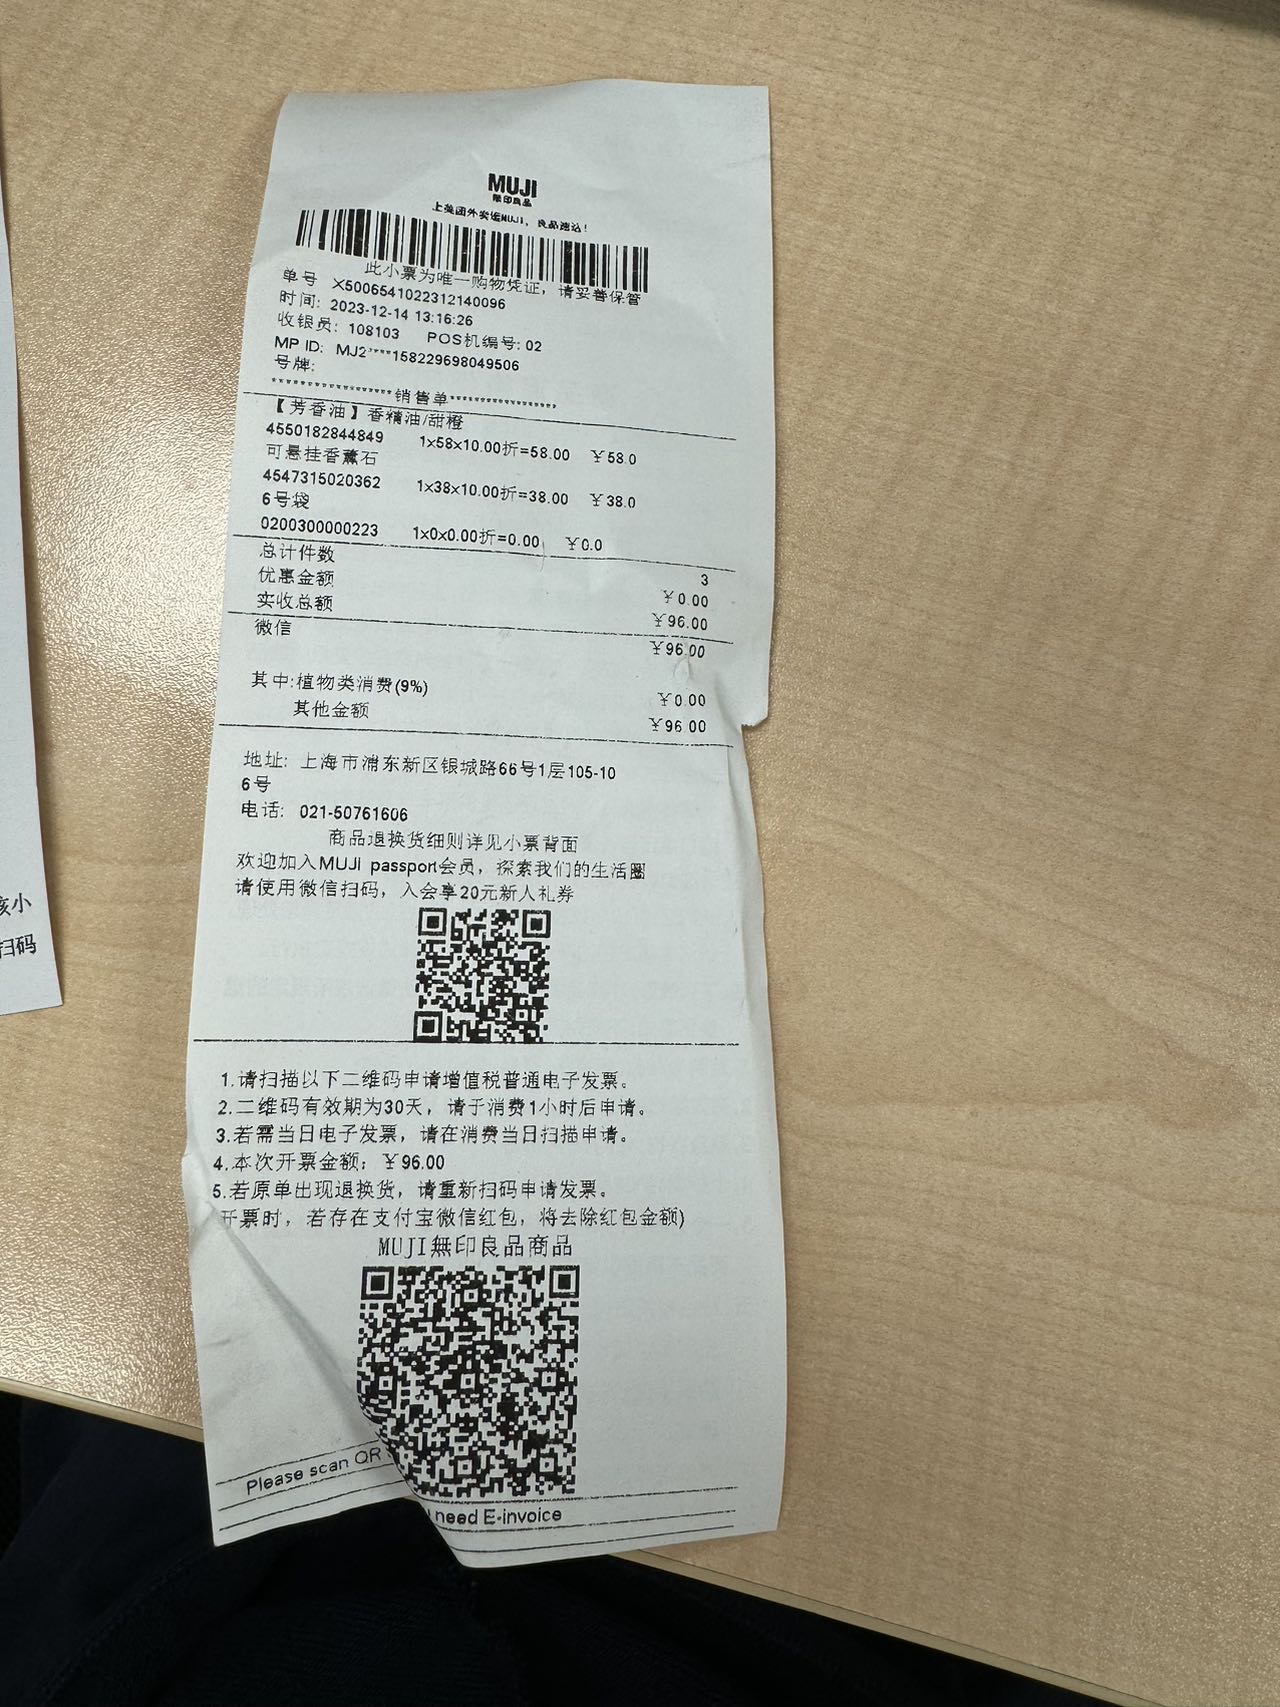 MUJI
無印良品
上美团外卖逛MUJI，良品速达！
此小票为唯一购物凭证，请妥善保管
单号 X5006541022312140096
时间: 2023-12-14 13:16:26
收银员: 108103 POS机编号: 02
MP ID: MJ2****158229698049506
号牌:
销售单
【芳香油】香精油/甜橙
4550182844849 1x58x10.00折=58.00 ￥58.0
可悬挂香薰石
4547315020362 1x38x10.00折=38.00 ￥38.0
6号袋
0200300000223 1x0x0.00折=0.00 ￥0.0
总计件数 3
优惠金额 ￥0.00
实收总额 ￥96.00
微信 ￥96.00
其中:植物类消费(9%) ￥0.00
其他金额 ￥96.00
地址: 上海市浦东新区银城路66号1层105-10
6号
电话: 021-50761606
商品退换货细则详见小票背面
欢迎加入MUJI passport会员，探索我们的生活圈
请使用微信扫码，入会享20元新人礼券
1.请扫描以下二维码申请增值税普通电子发票。
2.二维码有效期为30天，请于消费1小时后申请。
3.若需当日电子发票，请在消费当日扫描申请。
4.本次开票金额: ￥96.00
5.若原单出现退换货，请重新扫码申请发票。
开票时，若存在支付宝微信红包，将去除红包金额)
MUJI無印良品商品
Please scan QR
need E-invoice
该小
扫码